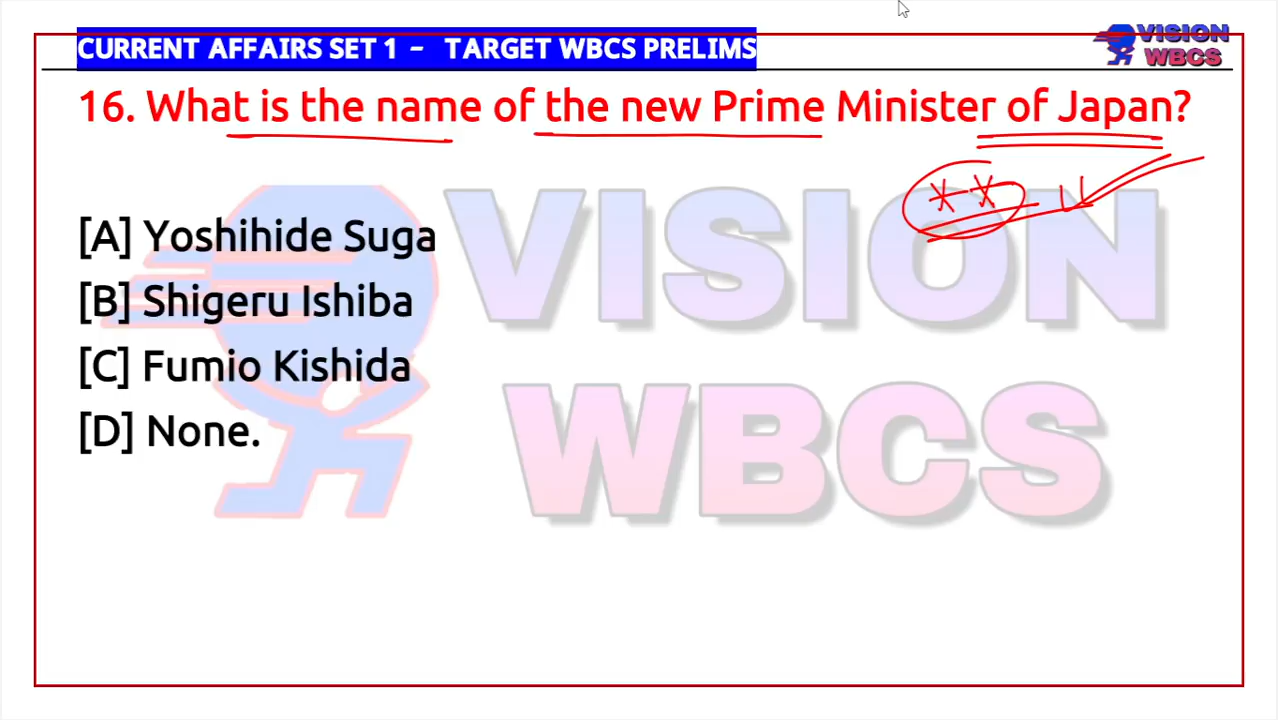 CURRENT AFFAIRS SET 1 – TARGET WBCS PRELIMS
VISION
WBCS
16. What is the name of the new Prime Minister of Japan?
[A] Yoshihide Suga
[B] Shigeru Ishiba
[C] Fumio Kishida
[D] None.
VISION
WBCS